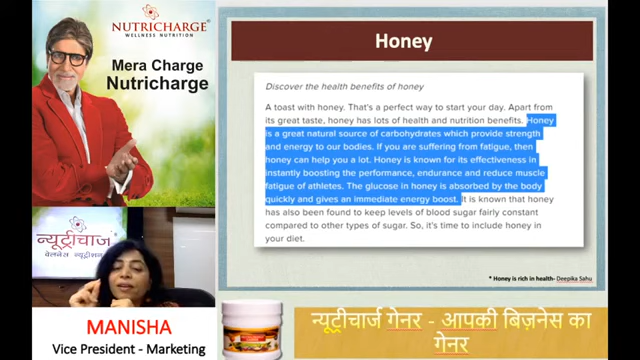 NUTRICHARGE
WELLNESS NUTRITION
Mera Charge
Nutricharge
न्यूट्रीचार्ज
वेलनेस न्यूट्रीशन
MANISHA
Vice President - Marketing
Honey
Discover the health benefits of honey
A toast with honey. That's a perfect way to start your day. Apart from
its great taste, honey has lots of health and nutrition benefits. Honey
is a great natural source of carbohydrates which provide strength
and energy to our bodies. If you are suffering from fatigue, then
honey can help you a lot. Honey is known for its effectiveness in
instantly boosting the performance, endurance and reduce muscle
fatigue of athletes. The glucose in honey is absorbed by the body
quickly and gives an immediate energy boost. It is known that honey
has also been found to keep levels of blood sugar fairly constant
compared to other types of sugar. So, it's time to include honey in
your diet.
* Honey is rich in health- Deepika Sahu
न्यूट्रीचार्ज गेनर - आपकी बिज़नेस का
गेनर